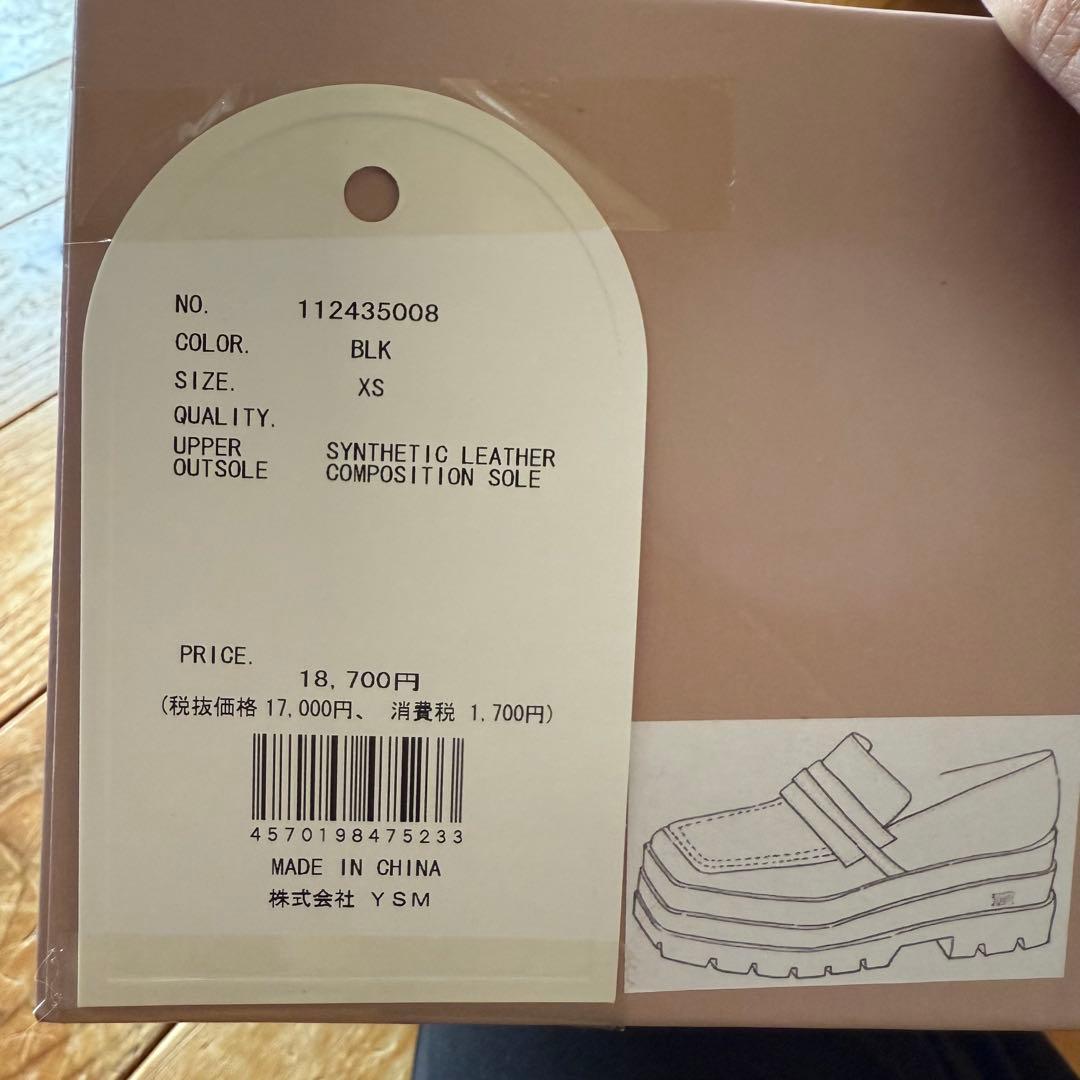 NO. 112435008
COLOR. BLK
SIZE. XS
QUALITY.
UPPER SYNTHETIC LEATHER
OUTSOLE COMPOSITION SOLE
PRICE.
18,700円
(税抜価格 17,000円、 消費税 1,700円)
4570198475233
MADE IN CHINA
株式会社 YSM